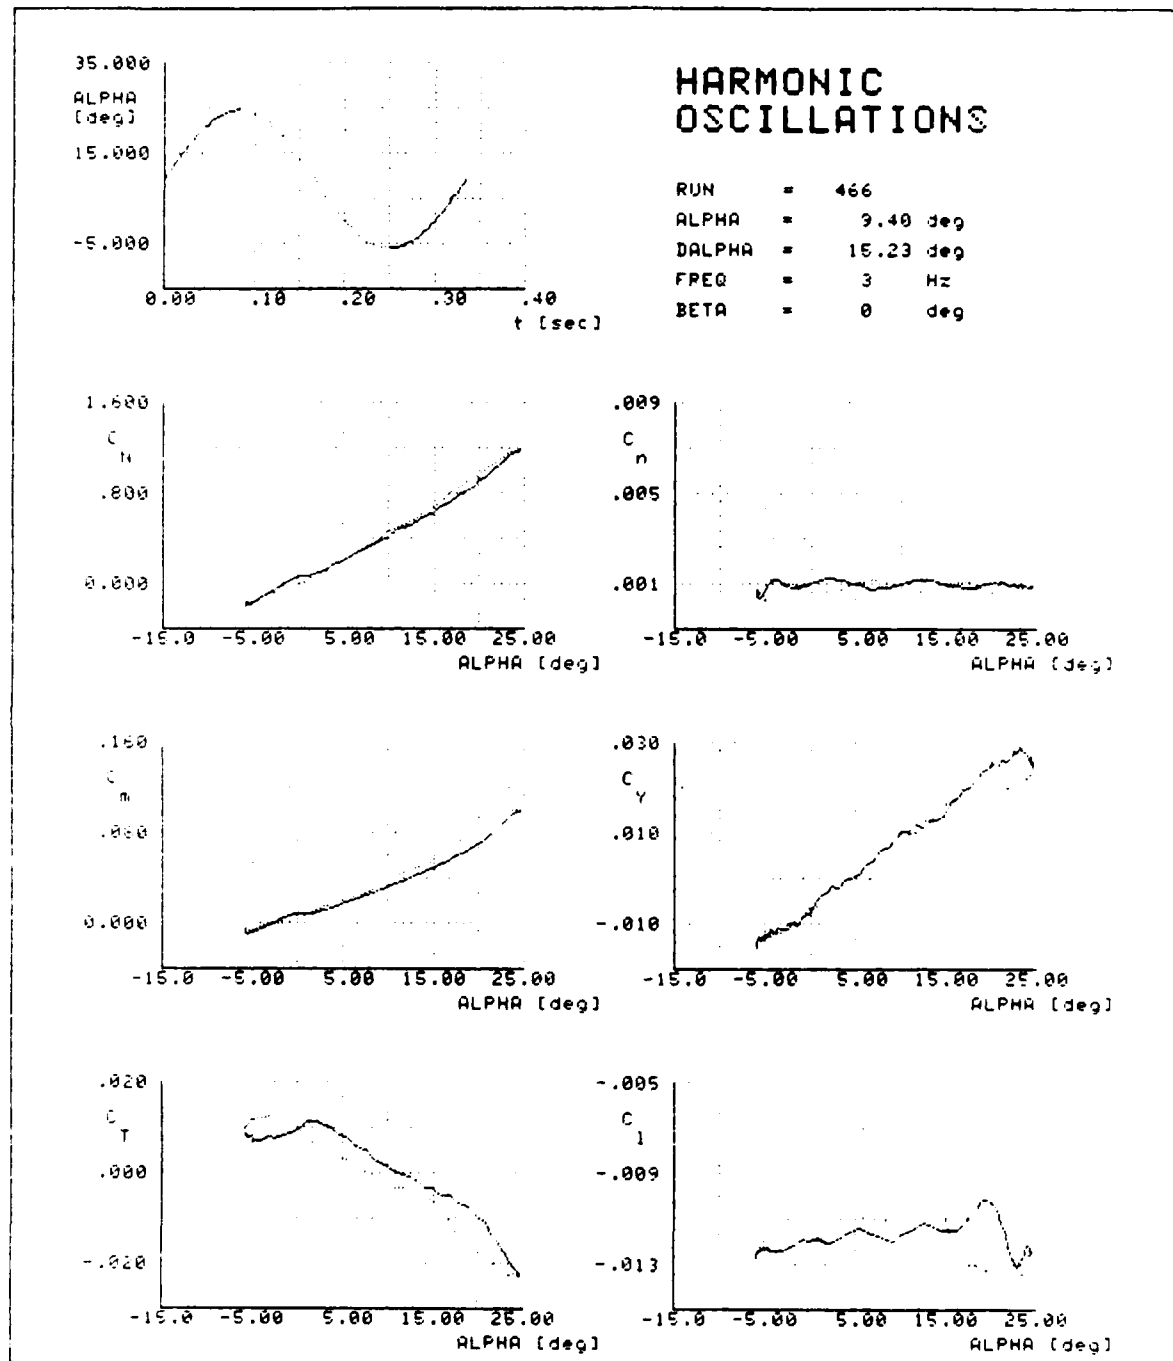 35.000
ALPHA
[deg]
15.000
-5.000
0.00 .10 .20 .30 .40
t [sec]
HARMONIC
OSCILLATIONS
RUN = 466
ALPHA = 9.40 deg
DALPHA = 15.23 deg
FREQ = 3 Hz
BETA = 0 deg
1.600
C
N
.800
0.000
-15.0 -5.00 5.00 15.00 25.00
ALPHA [deg]
.009
C
n
.005
.001
-15.0 -5.00 5.00 15.00 25.00
ALPHA [deg]
.160
C
m
.080
0.000
-15.0 -5.00 5.00 15.00 25.00
ALPHA [deg]
.030
C
Y
.010
-.010
-15.0 -5.00 5.00 15.00 25.00
ALPHA [deg]
.020
C
T
.000
-.020
-15.0 -5.00 5.00 15.00 25.00
ALPHA [deg]
-.005
C
l
-.009
-.013
-15.0 -5.00 5.00 15.00 25.00
ALPHA [deg]